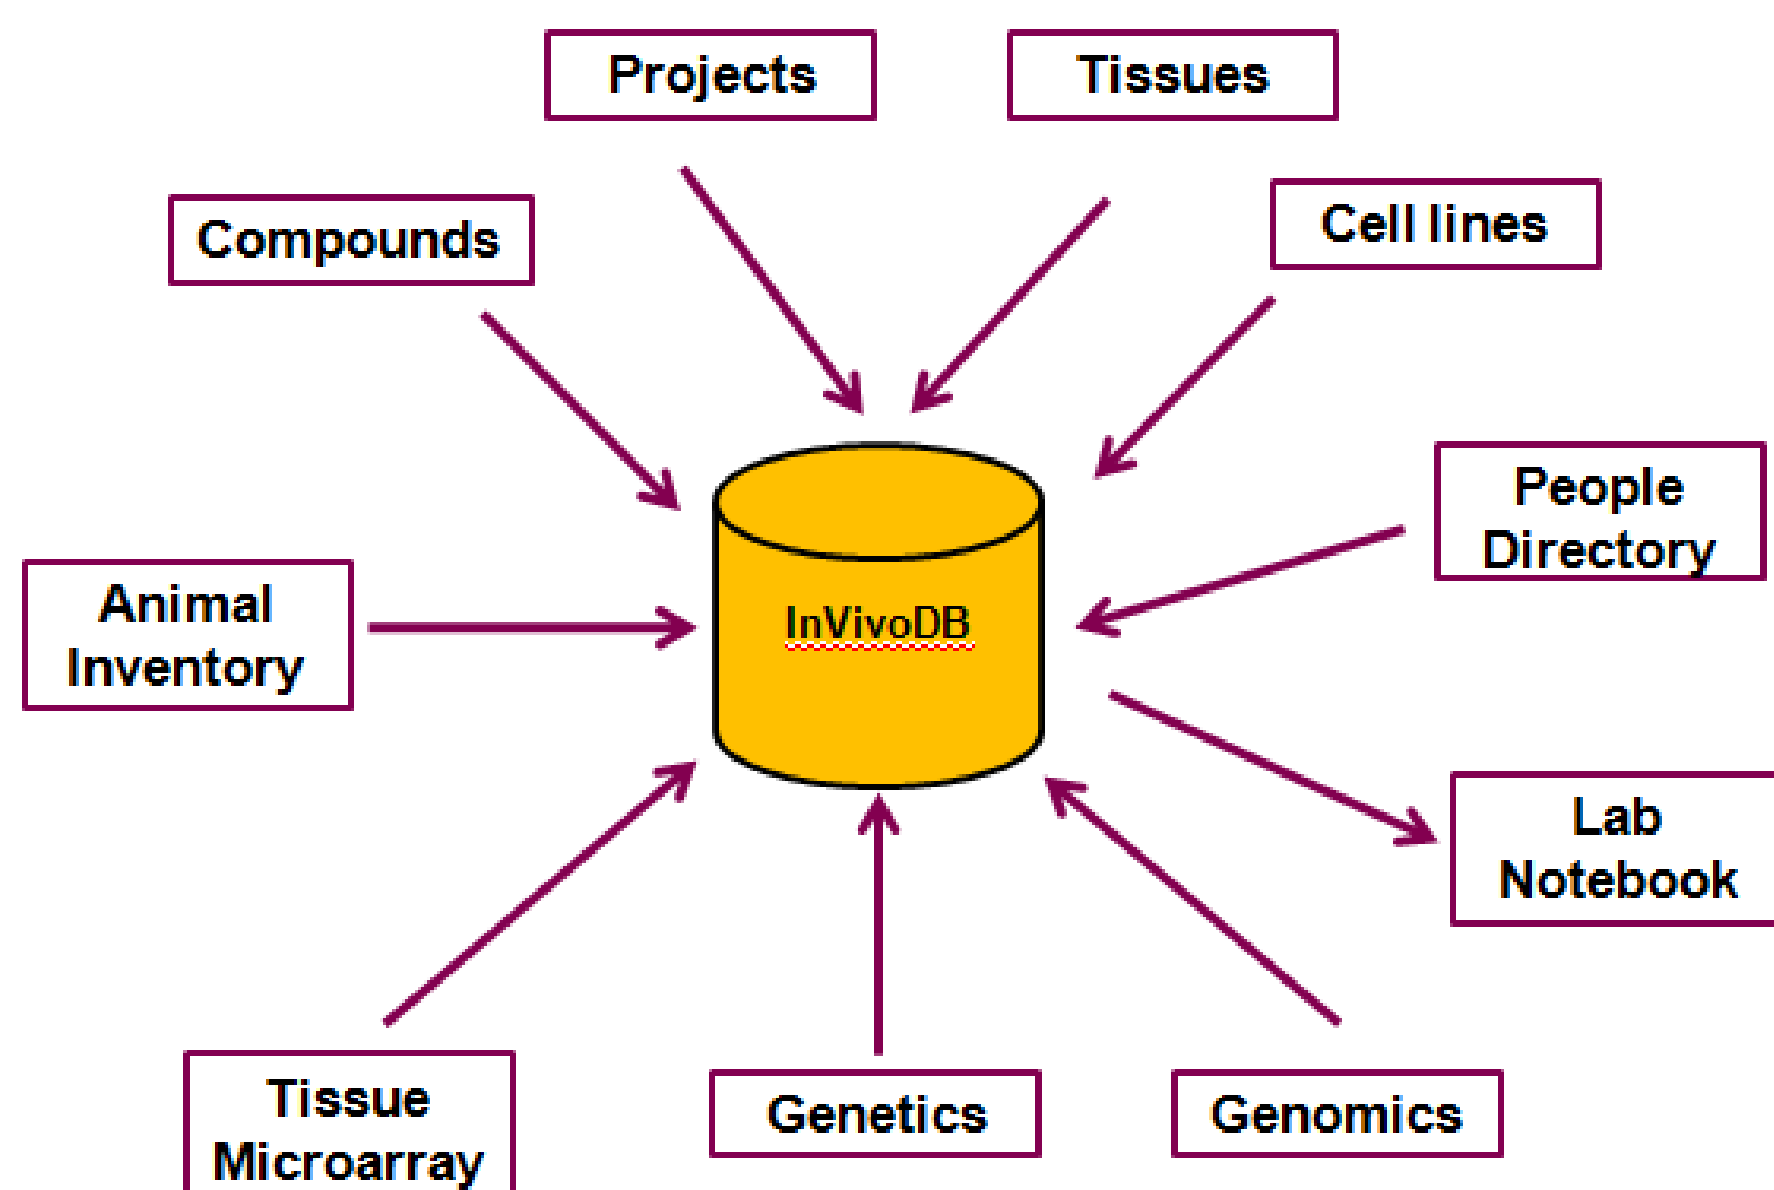 Projects
Tissues
Compounds
Cell lines
People
Directory
Animal
Inventory
InVivoDB
Lab
Notebook
Tissue
Microarray
Genetics
Genomics